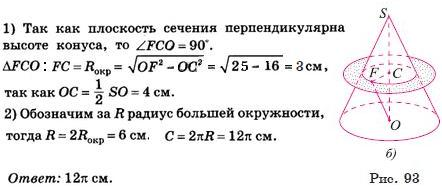 1) Так как плоскость сечения перпендикулярна
высоте конуса, то ∠FCO = 90°.
ΔFCO: FC = Rокр = √(OF² − OC²) = √(25 − 16) = 3 см,
так как OC = 1/2 SO = 4 см.
2) Обозначим за R радиус большей окружности,
тогда R = 2Rокр = 6 см. C = 2πR = 12π см.
Ответ: 12π см.
S
F C
O
б)
Рис. 93